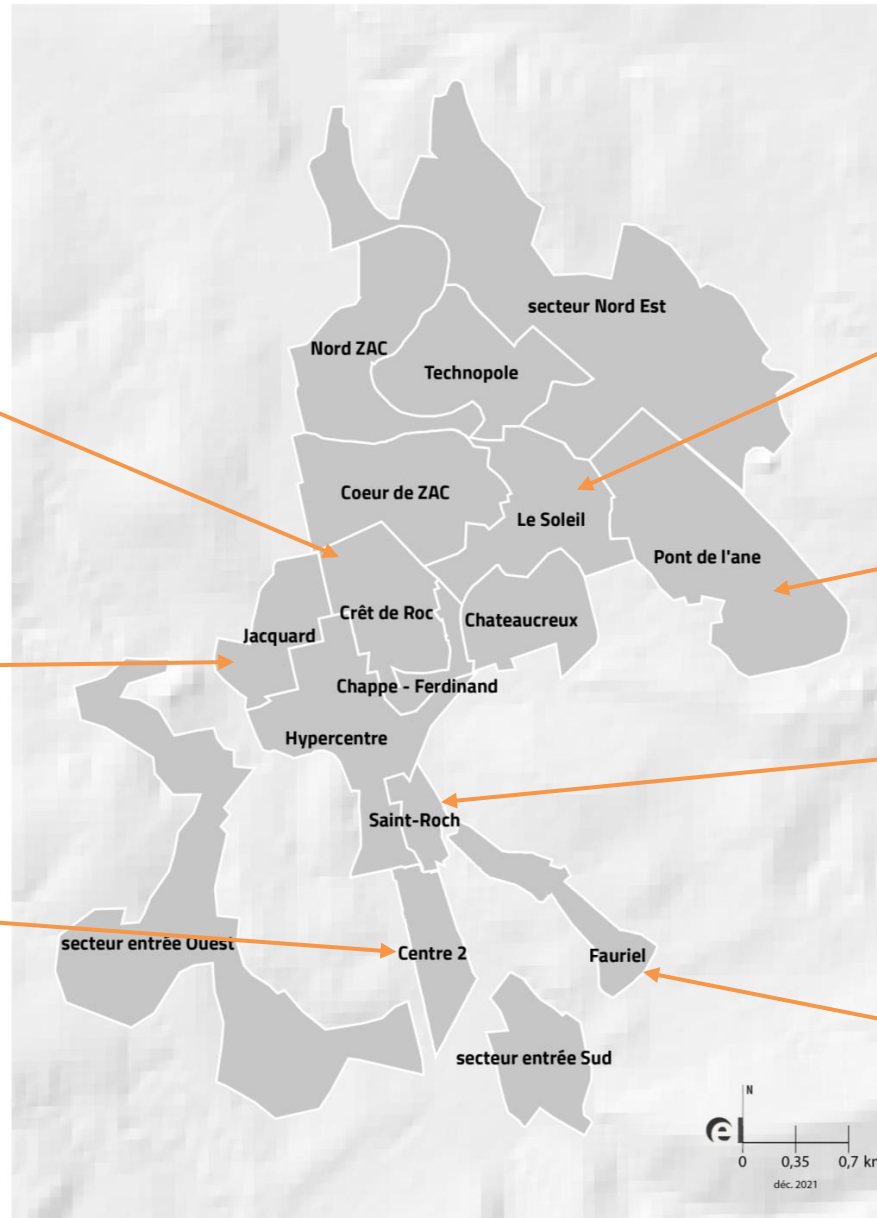 secteur Nord Est
Nord ZAC
Technopole
Coeur de ZAC
Le Soleil
Pont de l'ane
Crêt de Roc
Chateaucreux
Jacquard
Chappe - Ferdinand
Hypercentre
Saint-Roch
secteur entrée Ouest
Centre 2
Fauriel
secteur entrée Sud
N
e
0 0,35 0,7 km
déc. 2021